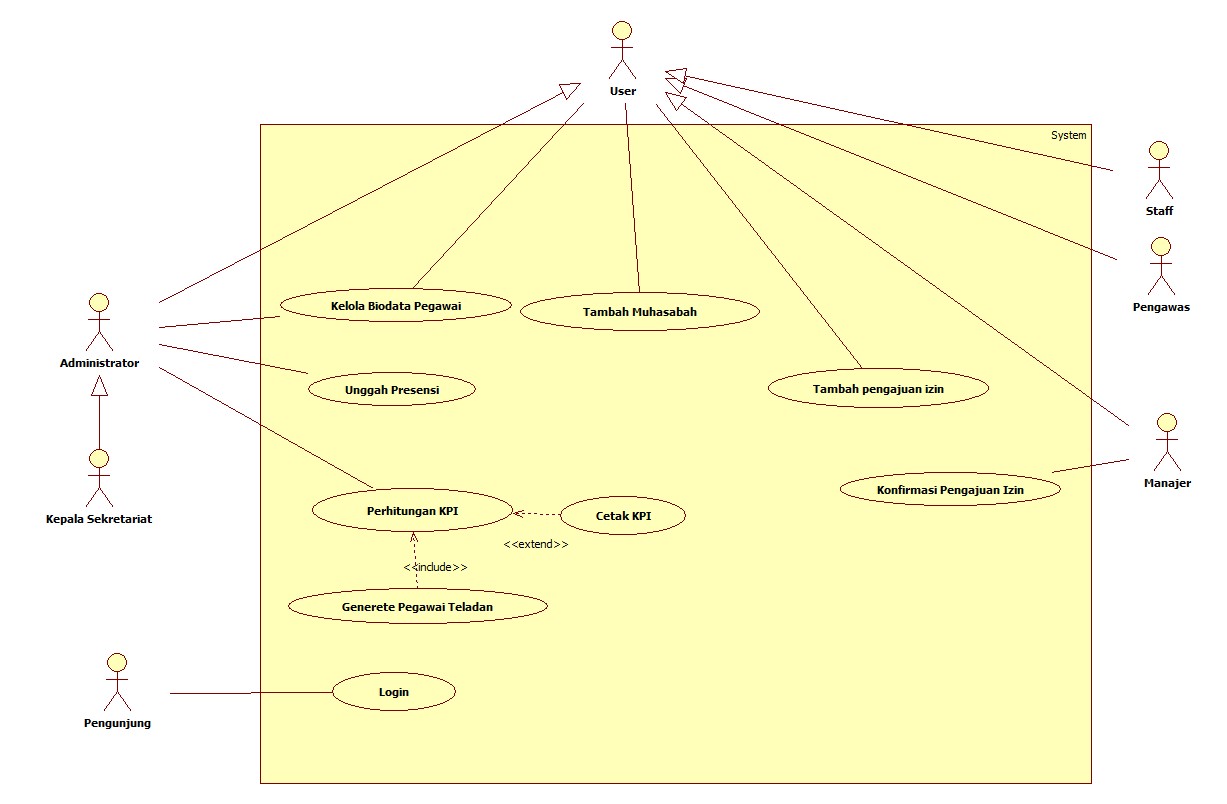 User
System
Staff
Pengawas
Kelola Biodata Pegawai
Tambah Muhasabah
Administrator
Unggah Presensi
Tambah pengajuan izin
Manajer
Konfirmasi Pengajuan Izin
Kepala Sekretariat
Perhitungan KPI
Cetak KPI
<<extend>>
<<include>>
Generete Pegawai Teladan
Login
Pengunjung